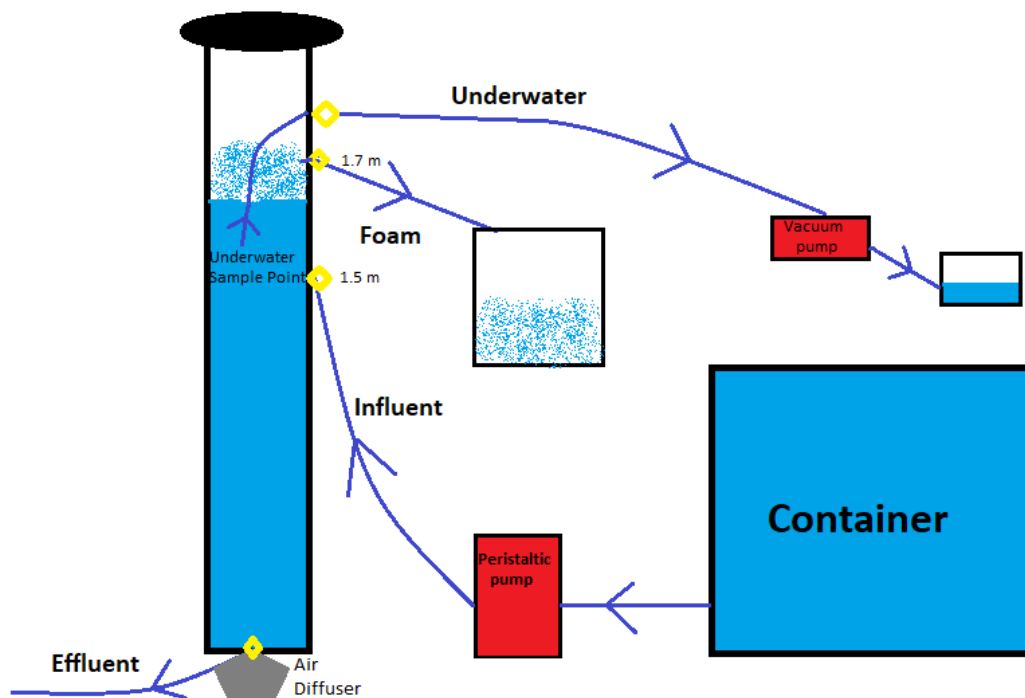 Underwater
1.7 m
Foam
Vacuum
pump
Underwater
Sample Point
1.5 m
Influent
Container
Peristaltic
pump
Effluent
Air
Diffuser